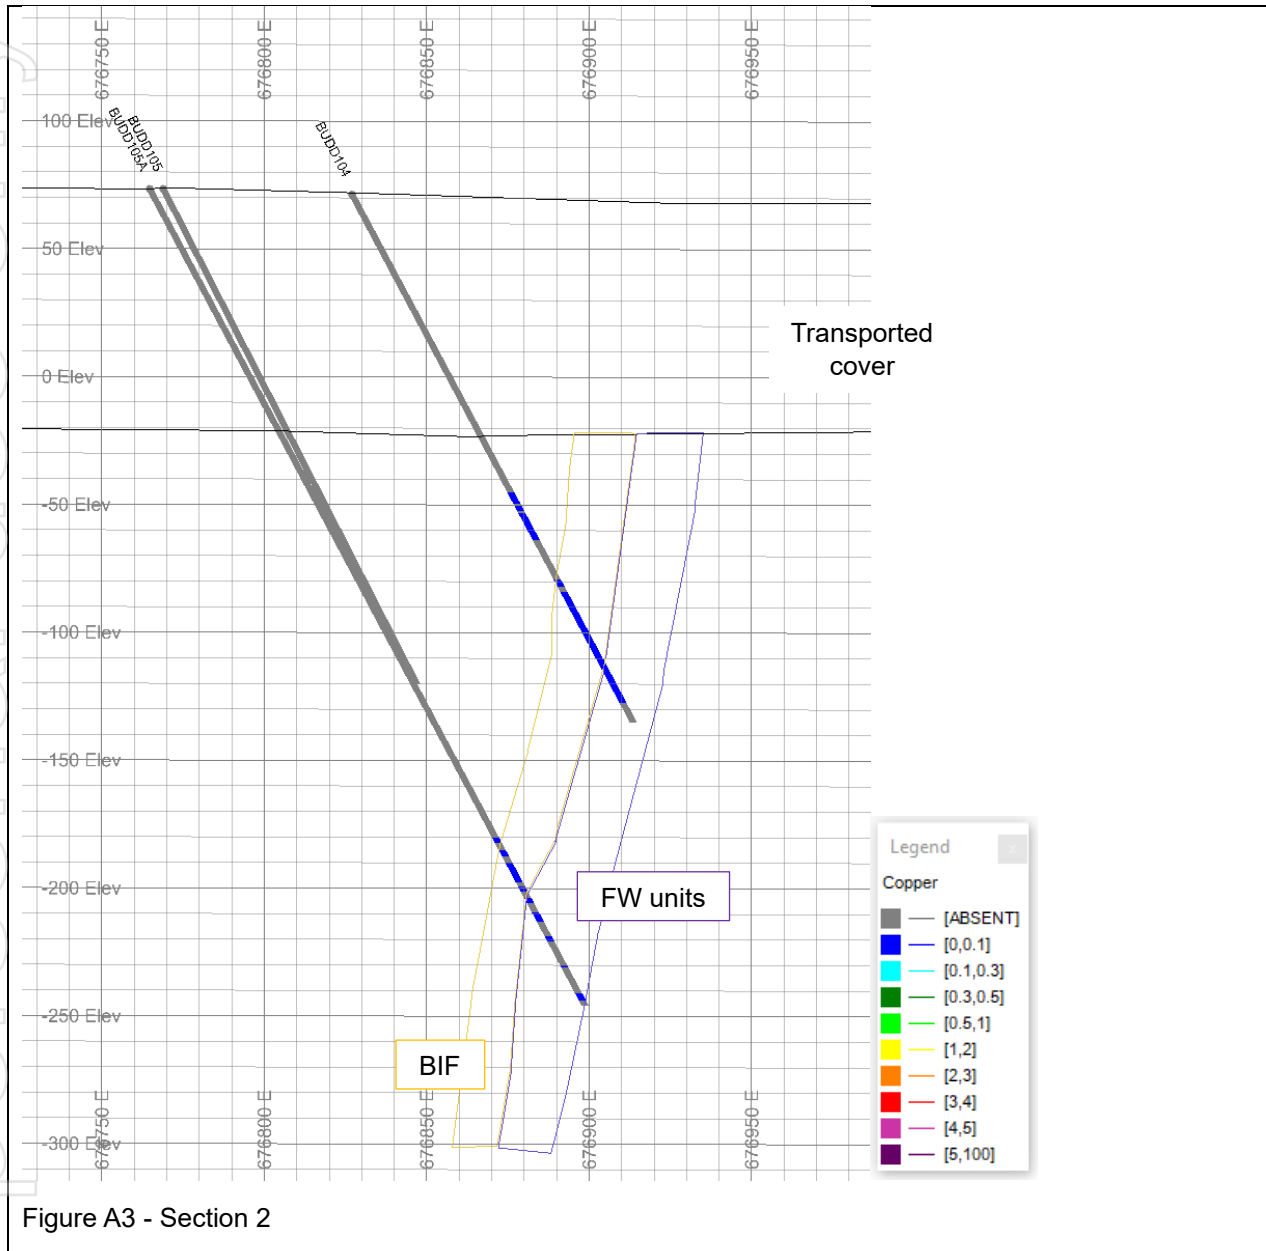 676750 E
676800 E
676850 E
676900 E
676950 E
100 Elev
BUDD105A
BUDD105
BUDD104
50 Elev
Transported
cover
0 Elev
-50 Elev
-100 Elev
-150 Elev
-200 Elev
FW units
-250 Elev
BIF
-300 Elev
676750 E
676800 E
676850 E
676900 E
676950 E
Legend
x
Copper
[ABSENT]
[0,0.1]
[0.1,0.3]
[0.3,0.5]
[0.5,1]
[1,2]
[2,3]
[3,4]
[4,5]
[5,100]
Figure A3 - Section 2